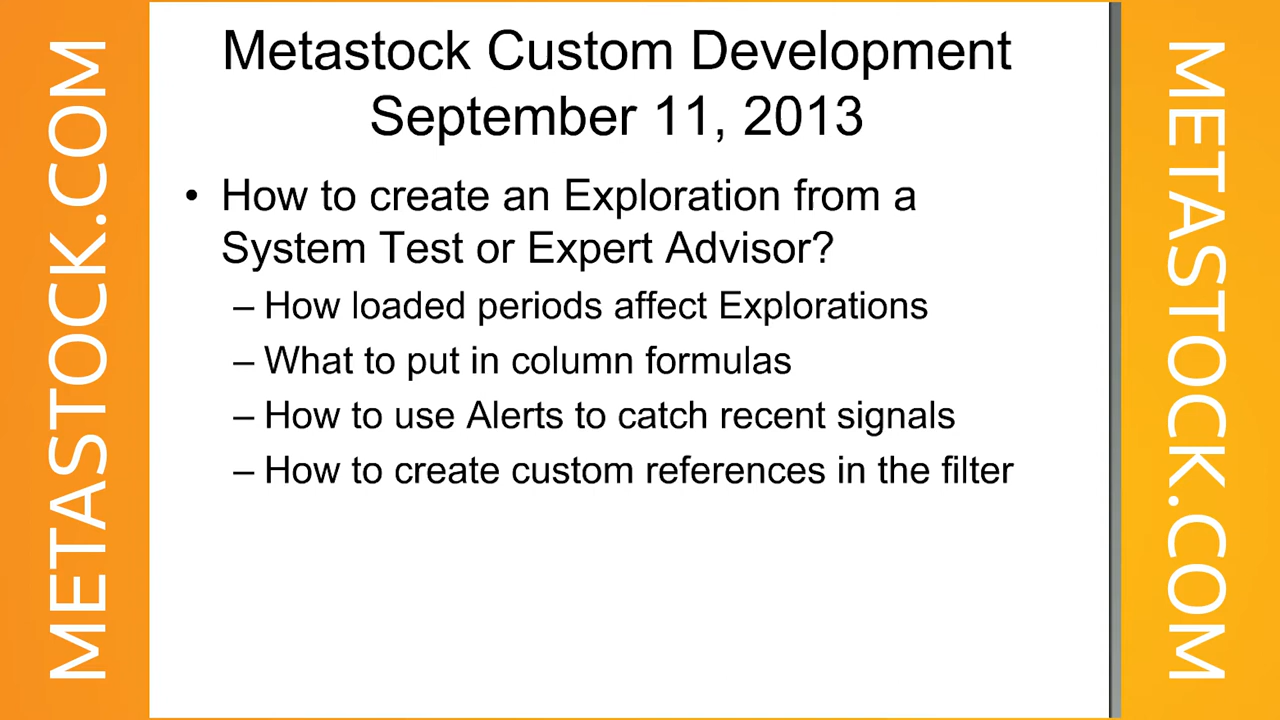 METASTOCK.COM
Metastock Custom Development
September 11, 2013
• How to create an Exploration from a
System Test or Expert Advisor?
– How loaded periods affect Explorations
– What to put in column formulas
– How to use Alerts to catch recent signals
– How to create custom references in the filter
METASTOCK.COM